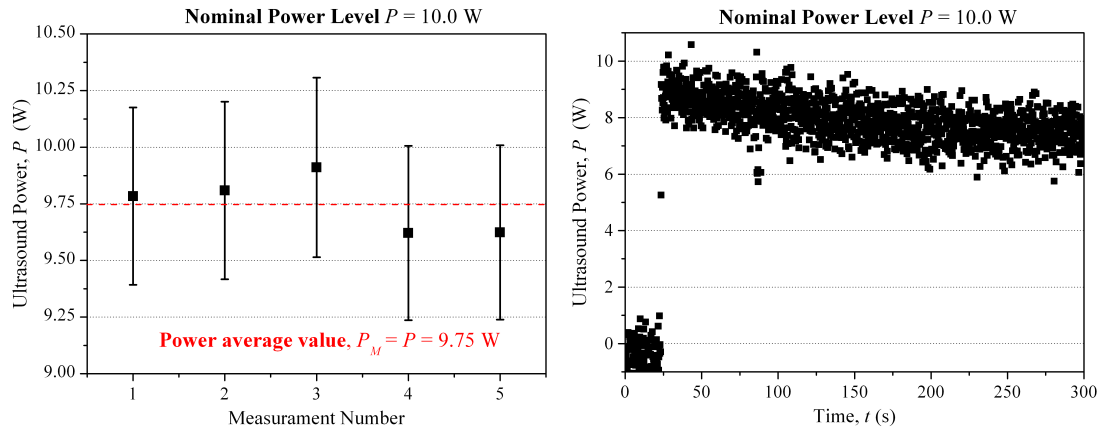 Nominal Power Level P = 10.0 W
10.50
10.25
10.00
9.75
9.50
9.25
9.00
Ultrasound Power, P (W)
Power average value, P_M = P = 9.75 W
1 2 3 4 5
Measurament Number
Nominal Power Level P = 10.0 W
10
8
6
4
2
0
Ultrasound Power, P (W)
0 50 100 150 200 250 300
Time, t (s)